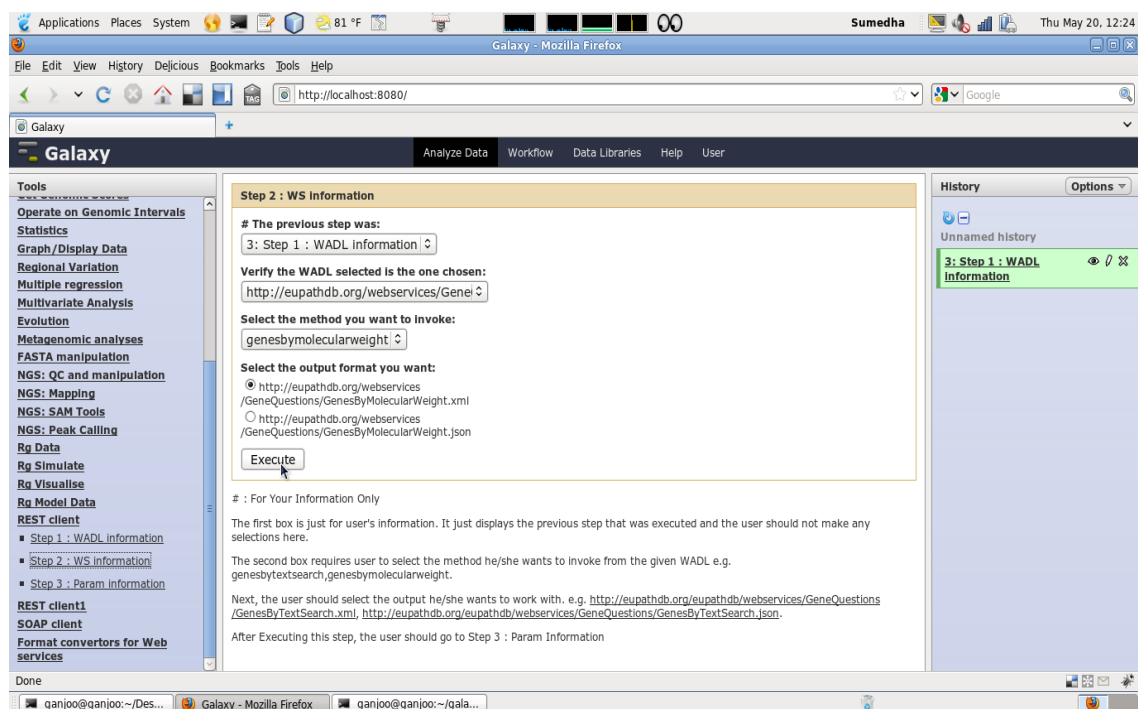 Applications Places System 81 °F Sumedha Thu May 20, 12:24
Galaxy - Mozilla Firefox
File Edit View History Delicious Bookmarks Tools Help
TAG http://localhost:8080/ Google
Galaxy
Galaxy Analyze Data Workflow Data Libraries Help User
Tools
Operate on Genomic Intervals
Statistics
Graph/Display Data
Regional Variation
Multiple regression
Multivariate Analysis
Evolution
Metagenomic analyses
FASTA manipulation
NGS: QC and manipulation
NGS: Mapping
NGS: SAM Tools
NGS: Peak Calling
Rg Data
Rg Simulate
Rg Visualise
Rg Model Data
REST client
Step 1 : WADL information
Step 2 : WS information
Step 3 : Param information
REST client1
SOAP client
Format convertors for Web
services
Step 2 : WS information
# The previous step was:
3: Step 1 : WADL information
Verify the WADL selected is the one chosen:
http://eupathdb.org/webservices/Gene
Select the method you want to invoke:
genesbymolecularweight
Select the output format you want:
http://eupathdb.org/webservices
/GeneQuestions/GenesByMolecularWeight.xml
http://eupathdb.org/webservices
/GeneQuestions/GenesByMolecularWeight.json
Execute
# : For Your Information Only
The first box is just for user's information. It just displays the previous step that was executed and the user should not make any
selections here.
The second box requires user to select the method he/she wants to invoke from the given WADL e.g.
genesbytextsearch,genesbymolecularweight.
Next, the user should select the output he/she wants to work with. e.g. http://eupathdb.org/eupathdb/webservices/GeneQuestions
/GenesByTextSearch.xml, http://eupathdb.org/eupathdb/webservices/GeneQuestions/GenesByTextSearch.json.
After Executing this step, the user should go to Step 3 : Param Information
History Options
Unnamed history
3: Step 1 : WADL
information
Done
ganjoo@ganjoo:~/Des... Galaxy - Mozilla Firefox ganjoo@ganjoo:~/gala...